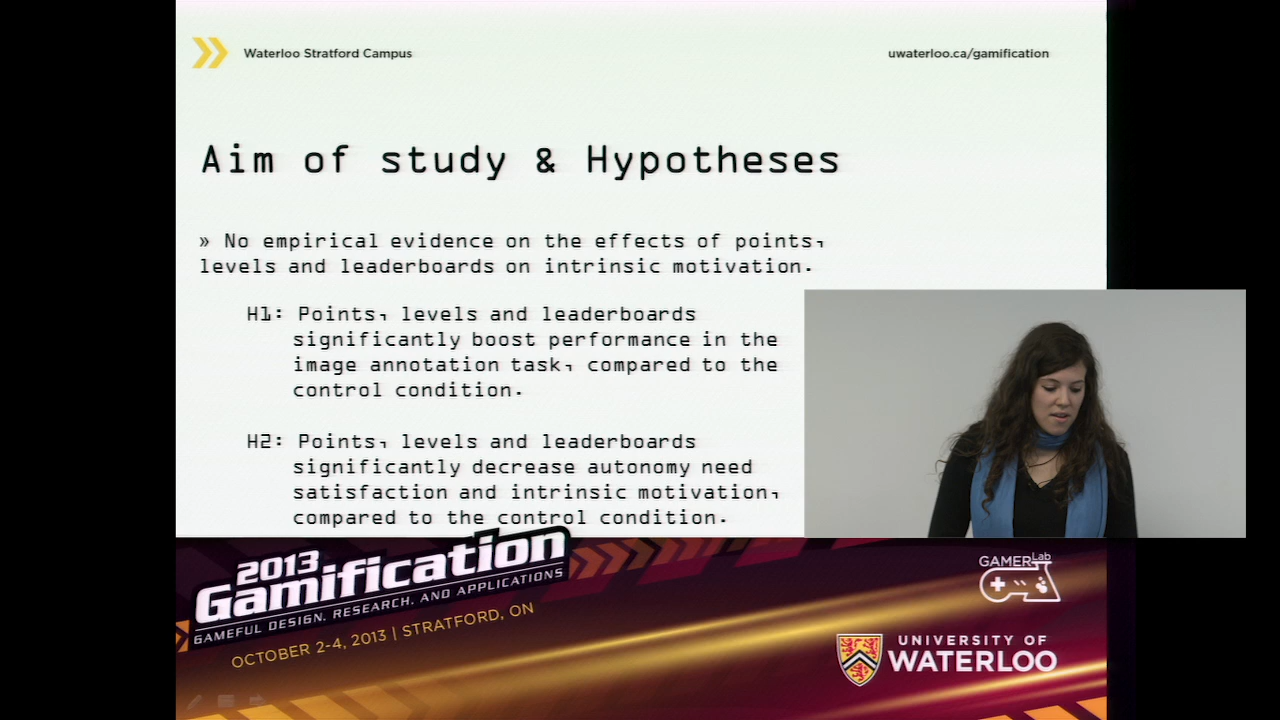 Waterloo Stratford Campus
uwaterloo.ca/gamification
Aim of study & Hypotheses
» No empirical evidence on the effects of points,
levels and leaderboards on intrinsic motivation.
H1: Points, levels and leaderboards
significantly boost performance in the
image annotation task, compared to the
control condition.
H2: Points, levels and leaderboards
significantly decrease autonomy need
satisfaction and intrinsic motivation,
compared to the control condition.
2013
Gamification
GAMEFUL DESIGN, RESEARCH, AND APPLICATIONS
OCTOBER 2-4, 2013 | STRATFORD, ON
GAMERLab
UNIVERSITY OF
WATERLOO